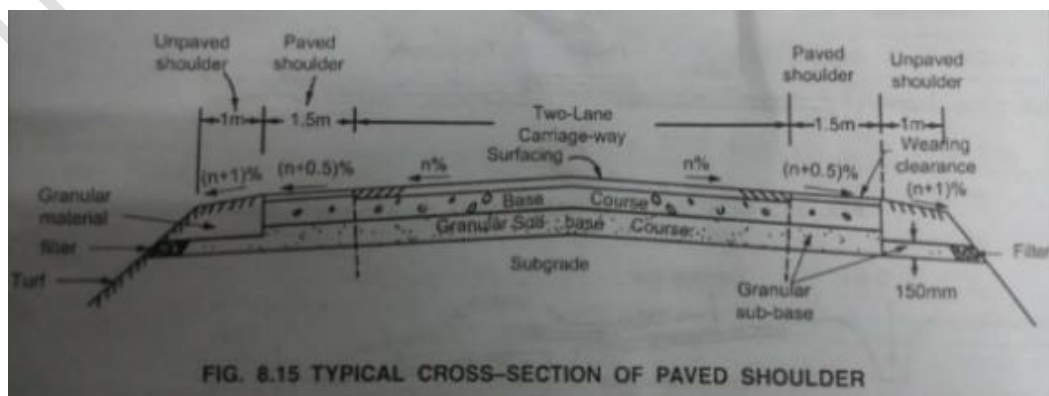 Unpaved
shoulder
Paved
shoulder
Paved
shoulder
Unpaved
shoulder
1m
1.5m
Two-Lane
Carriage-way
1.5m
1m
Surfacing
Wearing
clearance
(n+1)%
(n+0.5)%
n%
n%
(n+0.5)%
(n+1)%
Granular
material
Base Course
Granular Soil base Course
filter
Filter
Subgrade
Turf
Granular
sub-base
150mm
FIG. 8.15 TYPICAL CROSS–SECTION OF PAVED SHOULDER